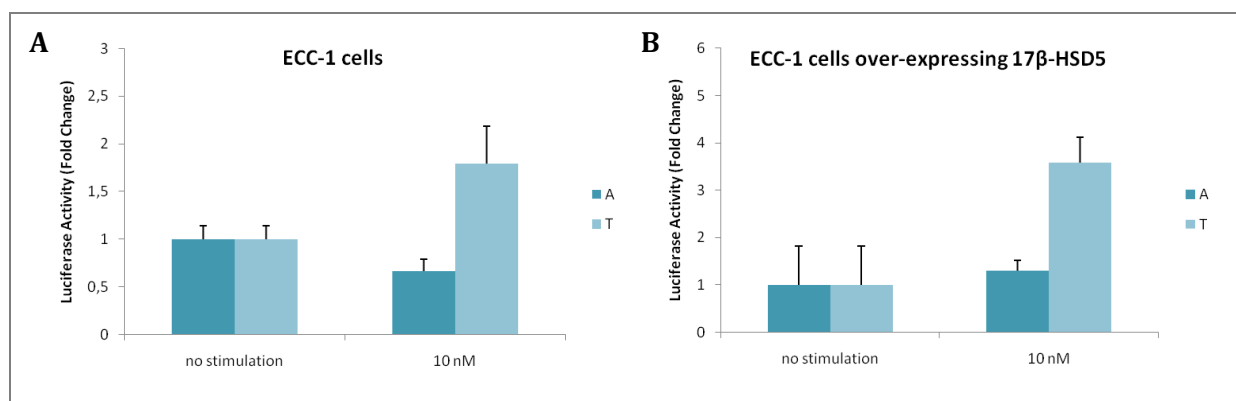 A
ECC-1 cells
Luciferase Activity (Fold Change)
3
2,5
2
1,5
1
0,5
0
no stimulation
10 nM
A
T
B
ECC-1 cells over-expressing 17β-HSD5
Luciferase Activity (Fold Change)
6
5
4
3
2
1
0
no stimulation
10 nM
A
T